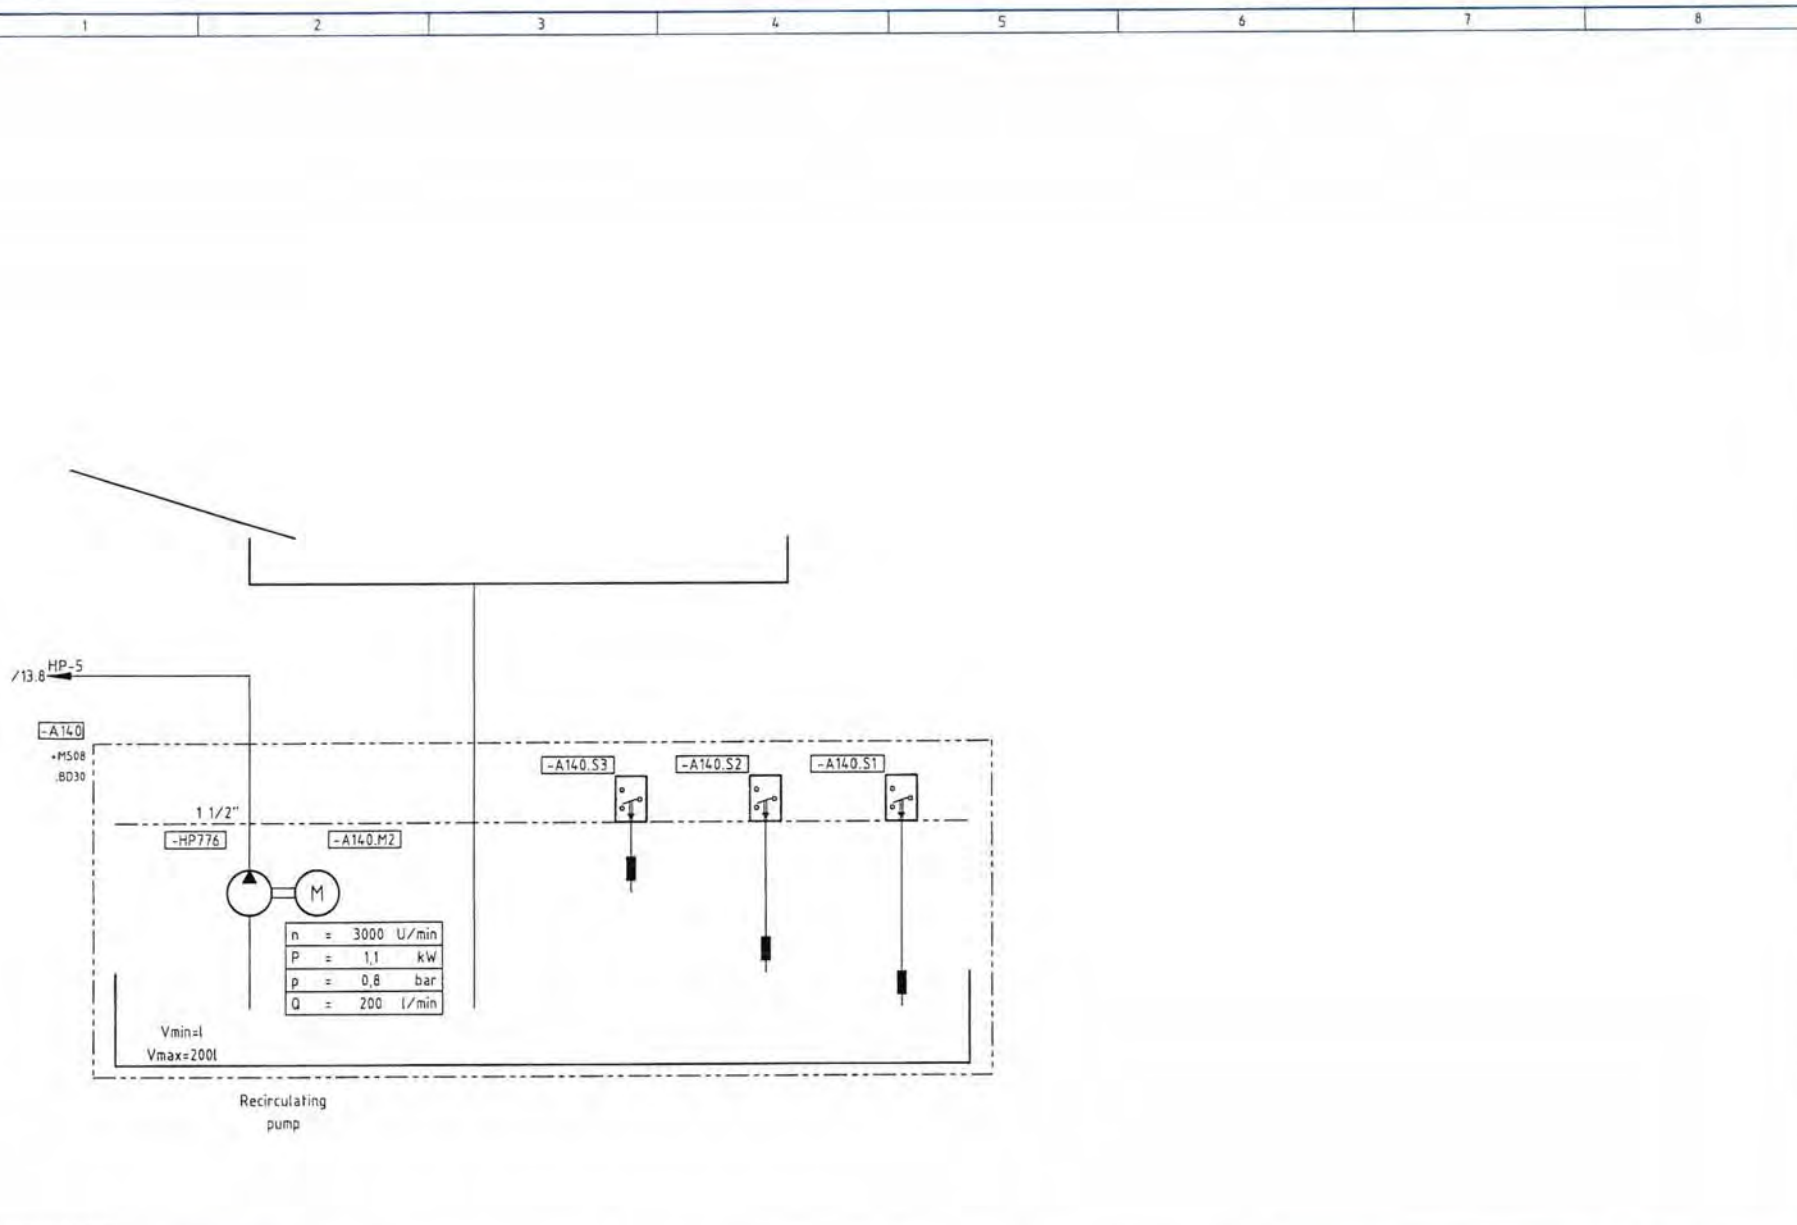 1 2 3 4 5 6 7 8
HP-5
/13.8
-A140
+MS08
.BD30
-A140.S3 -A140.S2 -A140.S1
1 1/2"
-HP776 -A140.M2
M
n = 3000 U/min
P = 1,1 kW
p = 0,8 bar
Q = 200 l/min
Vmin=l
Vmax=200l
Recirculating
pump